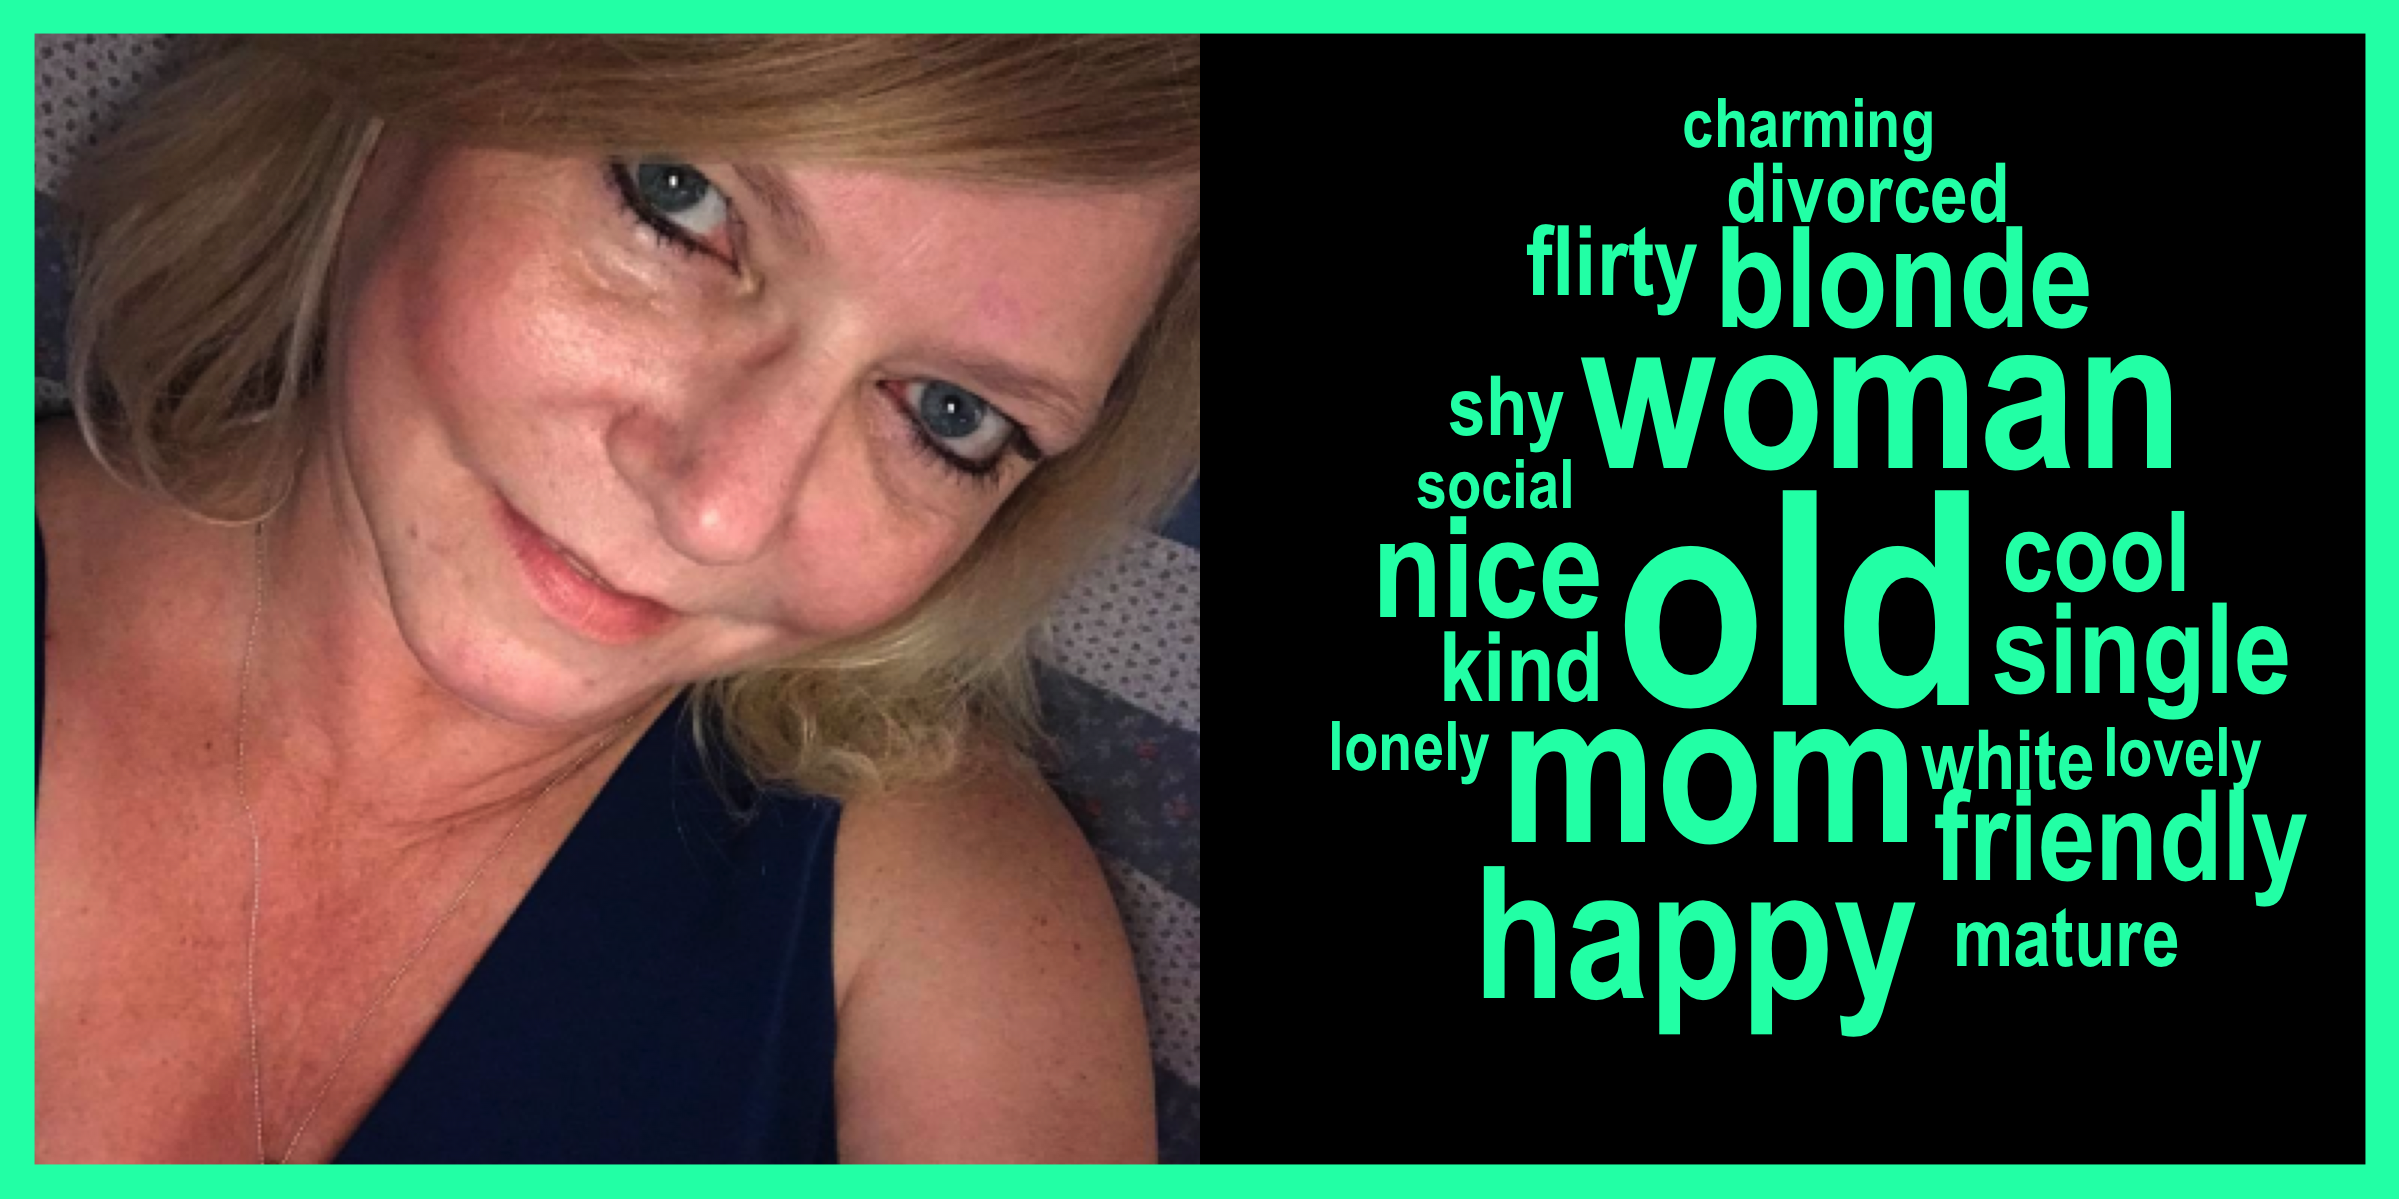 charming
divorced
flirty blonde
shy woman
social
nice old cool
kind single
lonely mom white lovely
friendly
happy mature